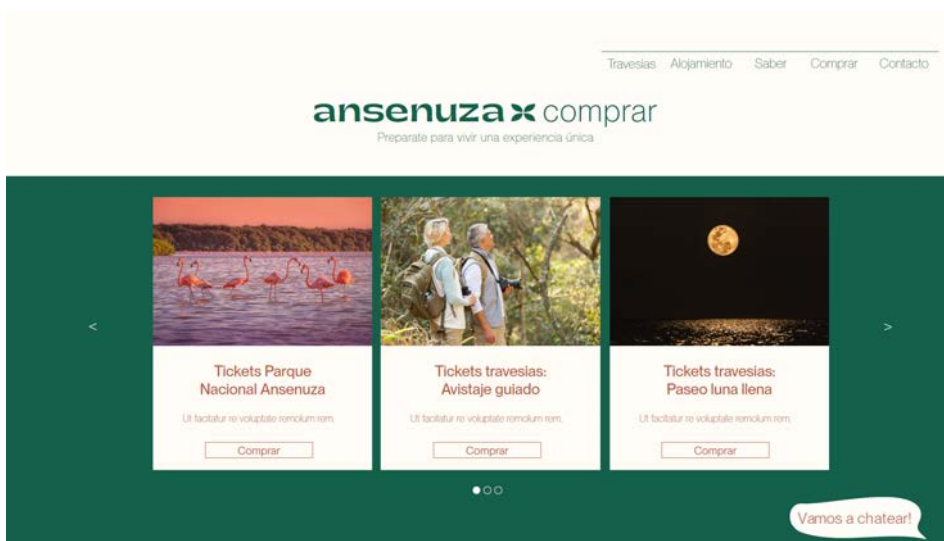 Travesias Alojamiento Saber Comprar Contacto
ansenuza comprar
Preparate para vivir una experiencia única
< >
Tickets Parque
Nacional Ansenuza
Ut facitatur re voluptate remolum rem.
Comprar
Tickets travesias:
Avistaje guiado
Ut facitatur re voluptate remolum rem.
Comprar
Tickets travesias:
Paseo luna llena
Ut facitatur re voluptate remolum rem.
Comprar
Vamos a chatear!